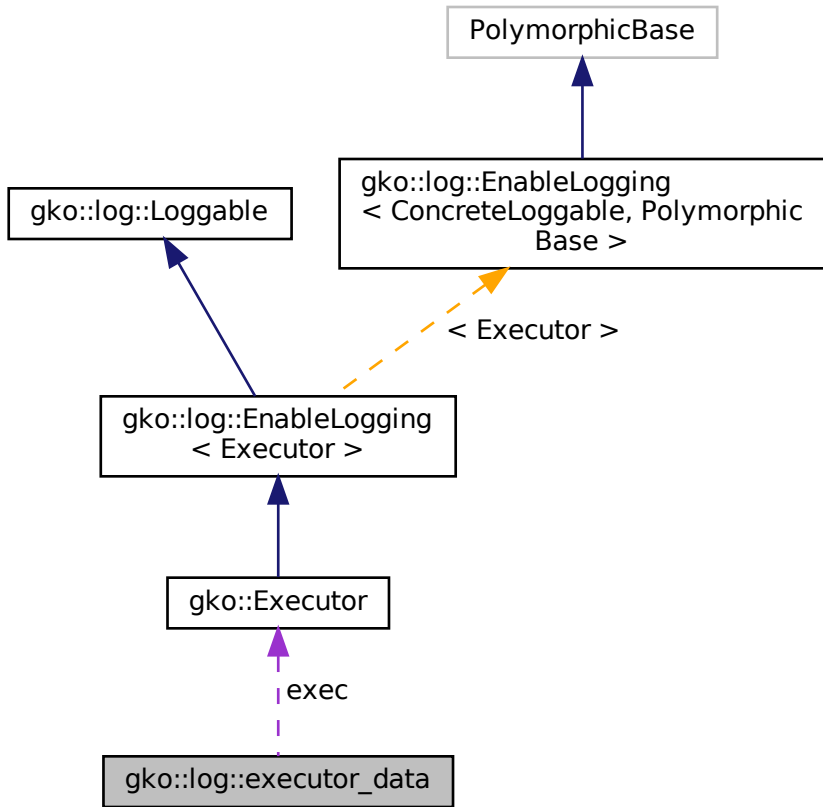 PolymorphicBase
gko::log::EnableLogging
< ConcreteLoggable, Polymorphic
Base >
gko::log::Loggable
< Executor >
gko::log::EnableLogging
< Executor >
gko::Executor
exec
gko::log::executor_data